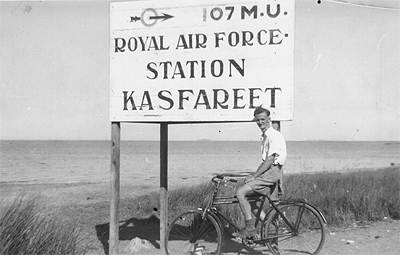 107 M.U.
ROYAL AIR FORCE·
STATION
KASFAREET